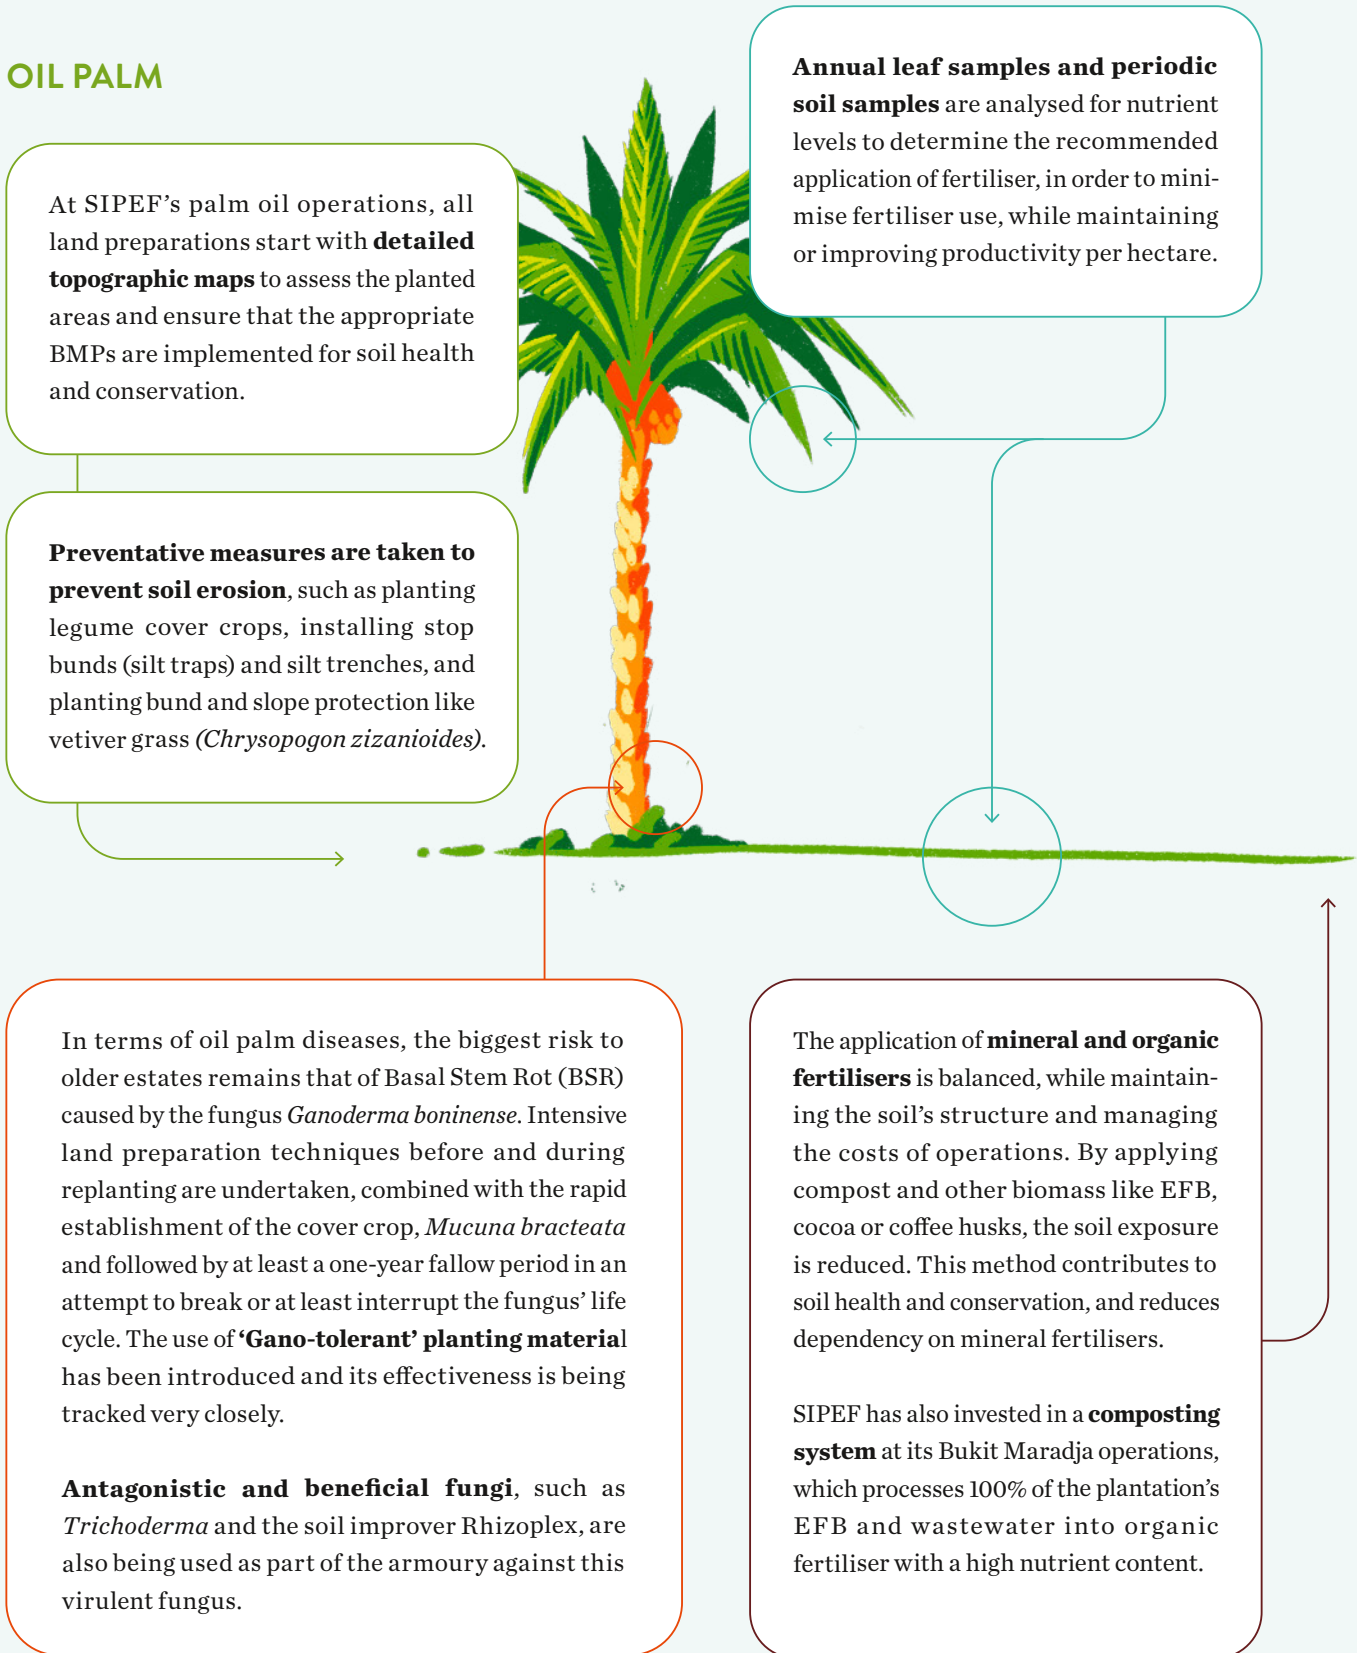 OIL PALM
At SIPEF’s palm oil operations, all
land preparations start with detailed
topographic maps to assess the planted
areas and ensure that the appropriate
BMPs are implemented for soil health
and conservation.
Preventative measures are taken to
prevent soil erosion, such as planting
legume cover crops, installing stop
bunds (silt traps) and silt trenches, and
planting bund and slope protection like
vetiver grass (Chrysopogon zizanioides).
Annual leaf samples and periodic
soil samples are analysed for nutrient
levels to determine the recommended
application of fertiliser, in order to mini-
mise fertiliser use, while maintaining
or improving productivity per hectare.
In terms of oil palm diseases, the biggest risk to
older estates remains that of Basal Stem Rot (BSR)
caused by the fungus Ganoderma boninense. Intensive
land preparation techniques before and during
replanting are undertaken, combined with the rapid
establishment of the cover crop, Mucuna bracteata
and followed by at least a one-year fallow period in an
attempt to break or at least interrupt the fungus’ life
cycle. The use of ‘Gano-tolerant’ planting material
has been introduced and its effectiveness is being
tracked very closely.
Antagonistic and beneficial fungi, such as
Trichoderma and the soil improver Rhizoplex, are
also being used as part of the armoury against this
virulent fungus.
The application of mineral and organic
fertilisers is balanced, while maintain-
ing the soil’s structure and managing
the costs of operations. By applying
compost and other biomass like EFB,
cocoa or coffee husks, the soil exposure
is reduced. This method contributes to
soil health and conservation, and reduces
dependency on mineral fertilisers.
SIPEF has also invested in a composting
system at its Bukit Maradja operations,
which processes 100% of the plantation’s
EFB and wastewater into organic
fertiliser with a high nutrient content.